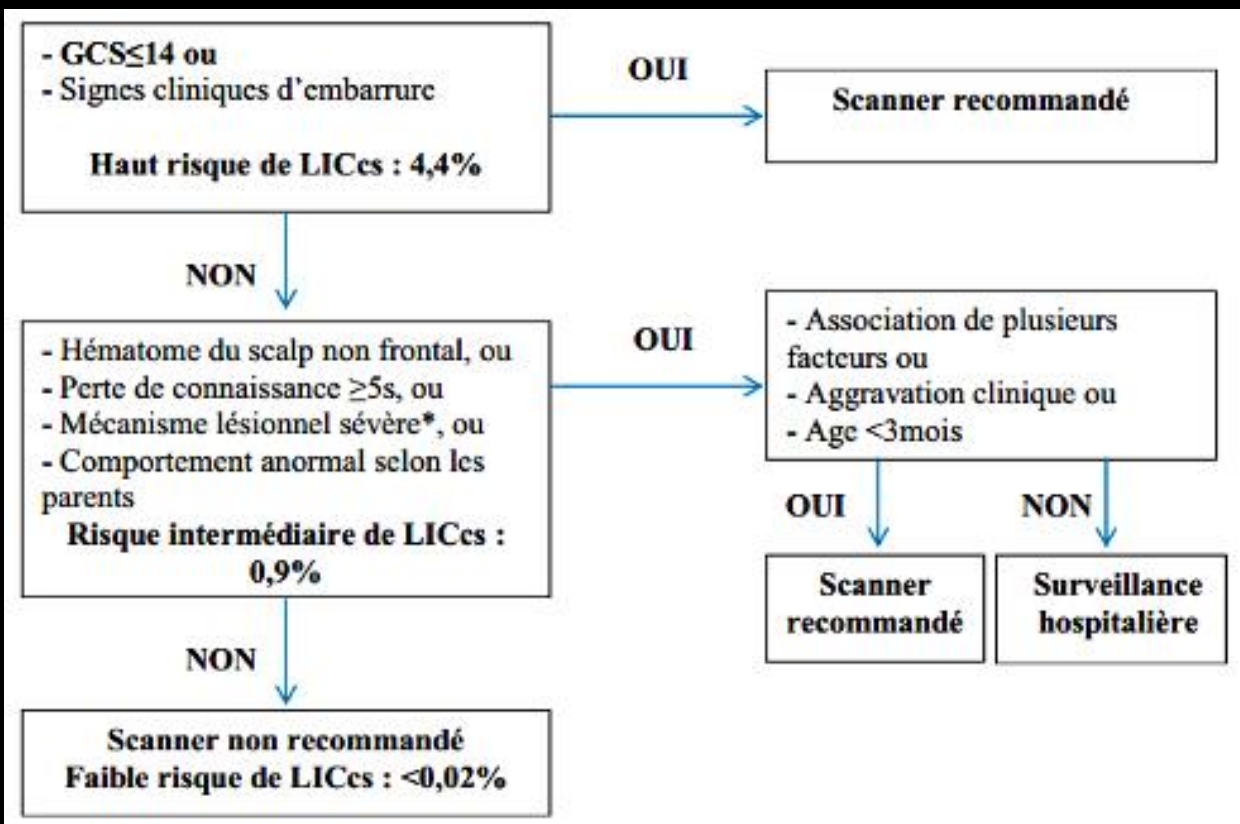 - GCS≤14 ou
- Signes cliniques d'embarrure
Haut risque de LICcs : 4,4%
OUI
Scanner recommandé
NON
- Hématome du scalp non frontal, ou
- Perte de connaissance ≥5s, ou
- Mécanisme lésionnel sévère*, ou
- Comportement anormal selon les
parents
Risque intermédiaire de LICcs :
0,9%
OUI
- Association de plusieurs
facteurs ou
- Aggravation clinique ou
- Age <3mois
OUI
NON
Scanner
recommandé
Surveillance
hospitalière
NON
Scanner non recommandé
Faible risque de LICcs : <0,02%